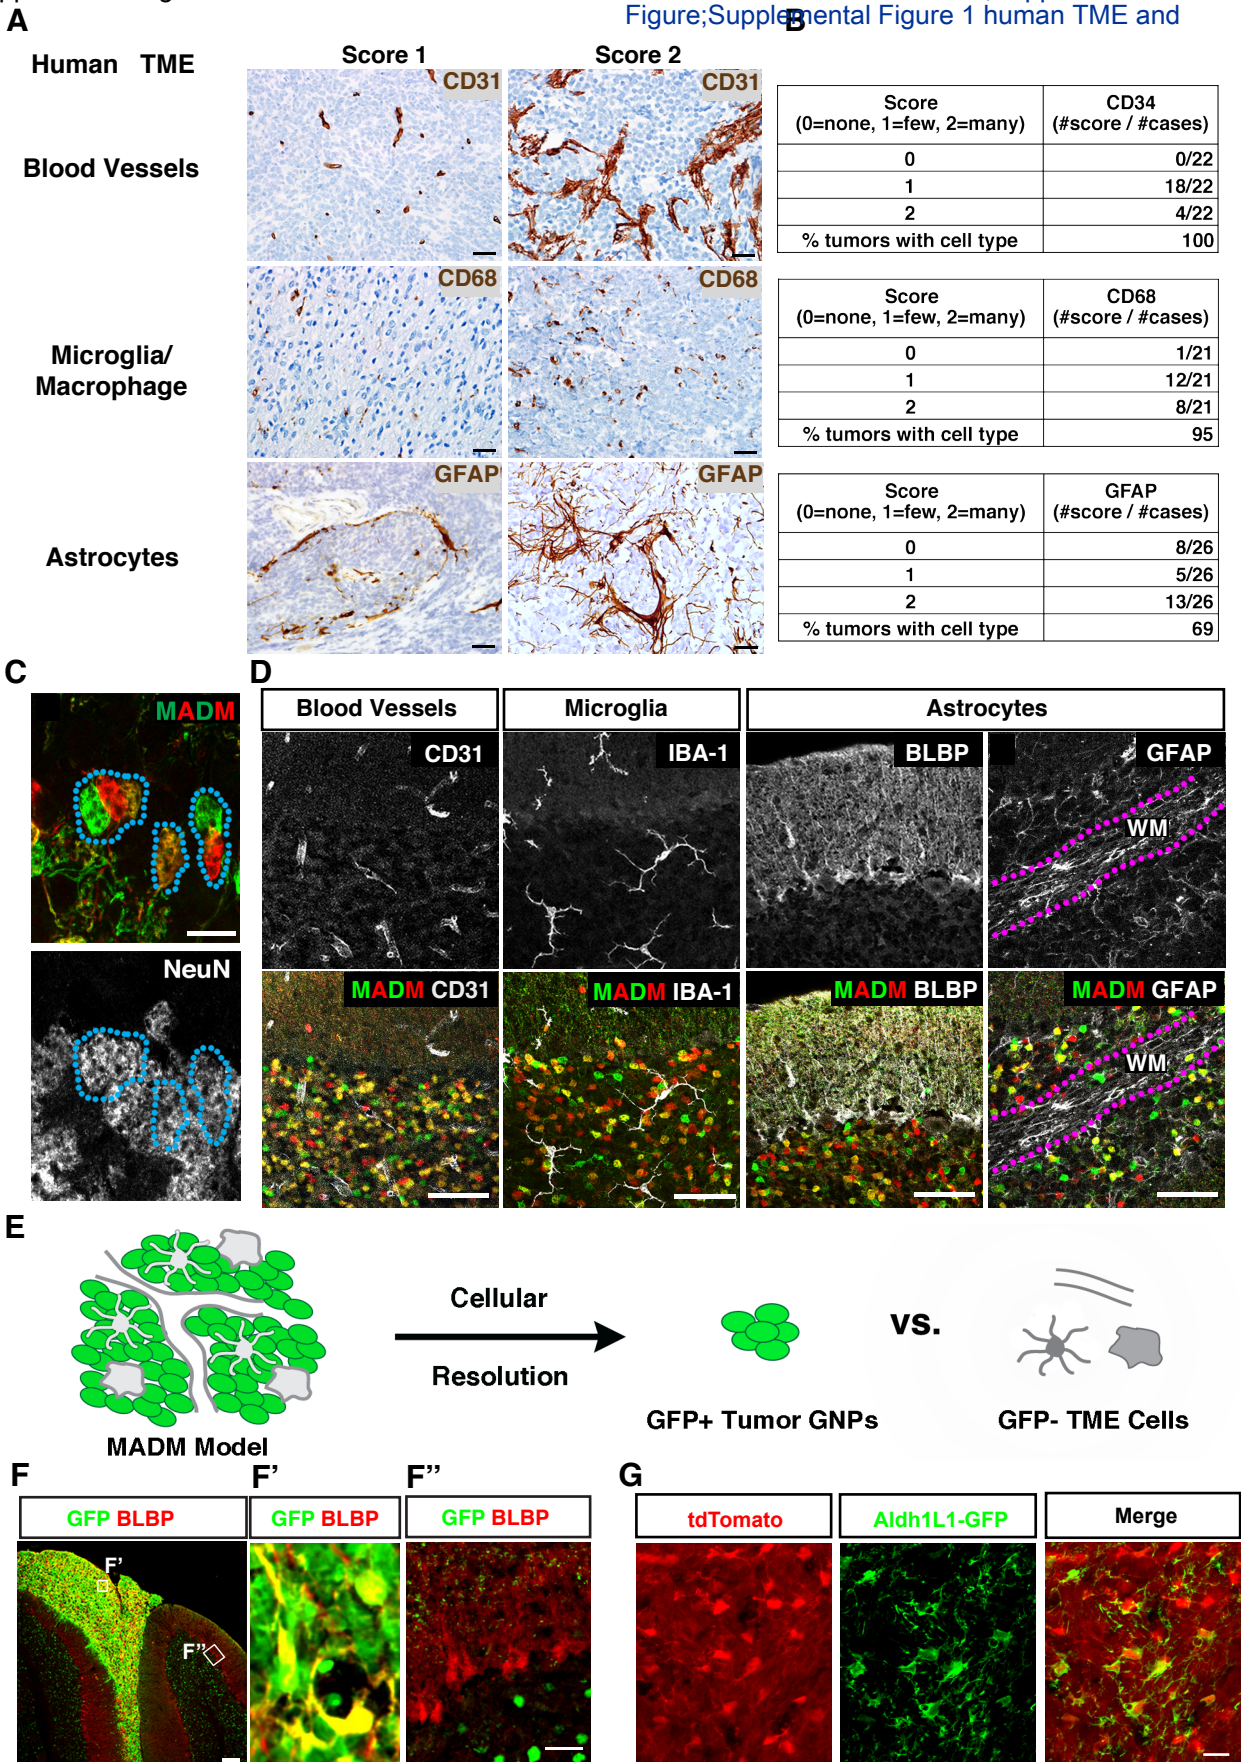 Figure;Supplemental Figure 1 human TME and
A
B
Human TME
Score 1
Score 2
Blood Vessels
CD31
CD31
Microglia/
Macrophage
CD68
CD68
Astrocytes
GFAP
GFAP
Score
(0=none, 1=few, 2=many)
CD34
(#score / #cases)
0 0/22
1 18/22
2 4/22
% tumors with cell type 100
Score
(0=none, 1=few, 2=many)
CD68
(#score / #cases)
0 1/21
1 12/21
2 8/21
% tumors with cell type 95
Score
(0=none, 1=few, 2=many)
GFAP
(#score / #cases)
0 8/26
1 5/26
2 13/26
% tumors with cell type 69
C
MADM
NeuN
D
Blood Vessels
Microglia
Astrocytes
CD31
IBA-1
BLBP
GFAP
WM
MADM CD31
MADM IBA-1
MADM BLBP
MADM GFAP
WM
E
MADM Model
Cellular
Resolution
GFP+ Tumor GNPs
vs.
GFP- TME Cells
F
GFP BLBP
F'
F''
F'
GFP BLBP
F''
GFP BLBP
G
tdTomato
Aldh1L1-GFP
Merge